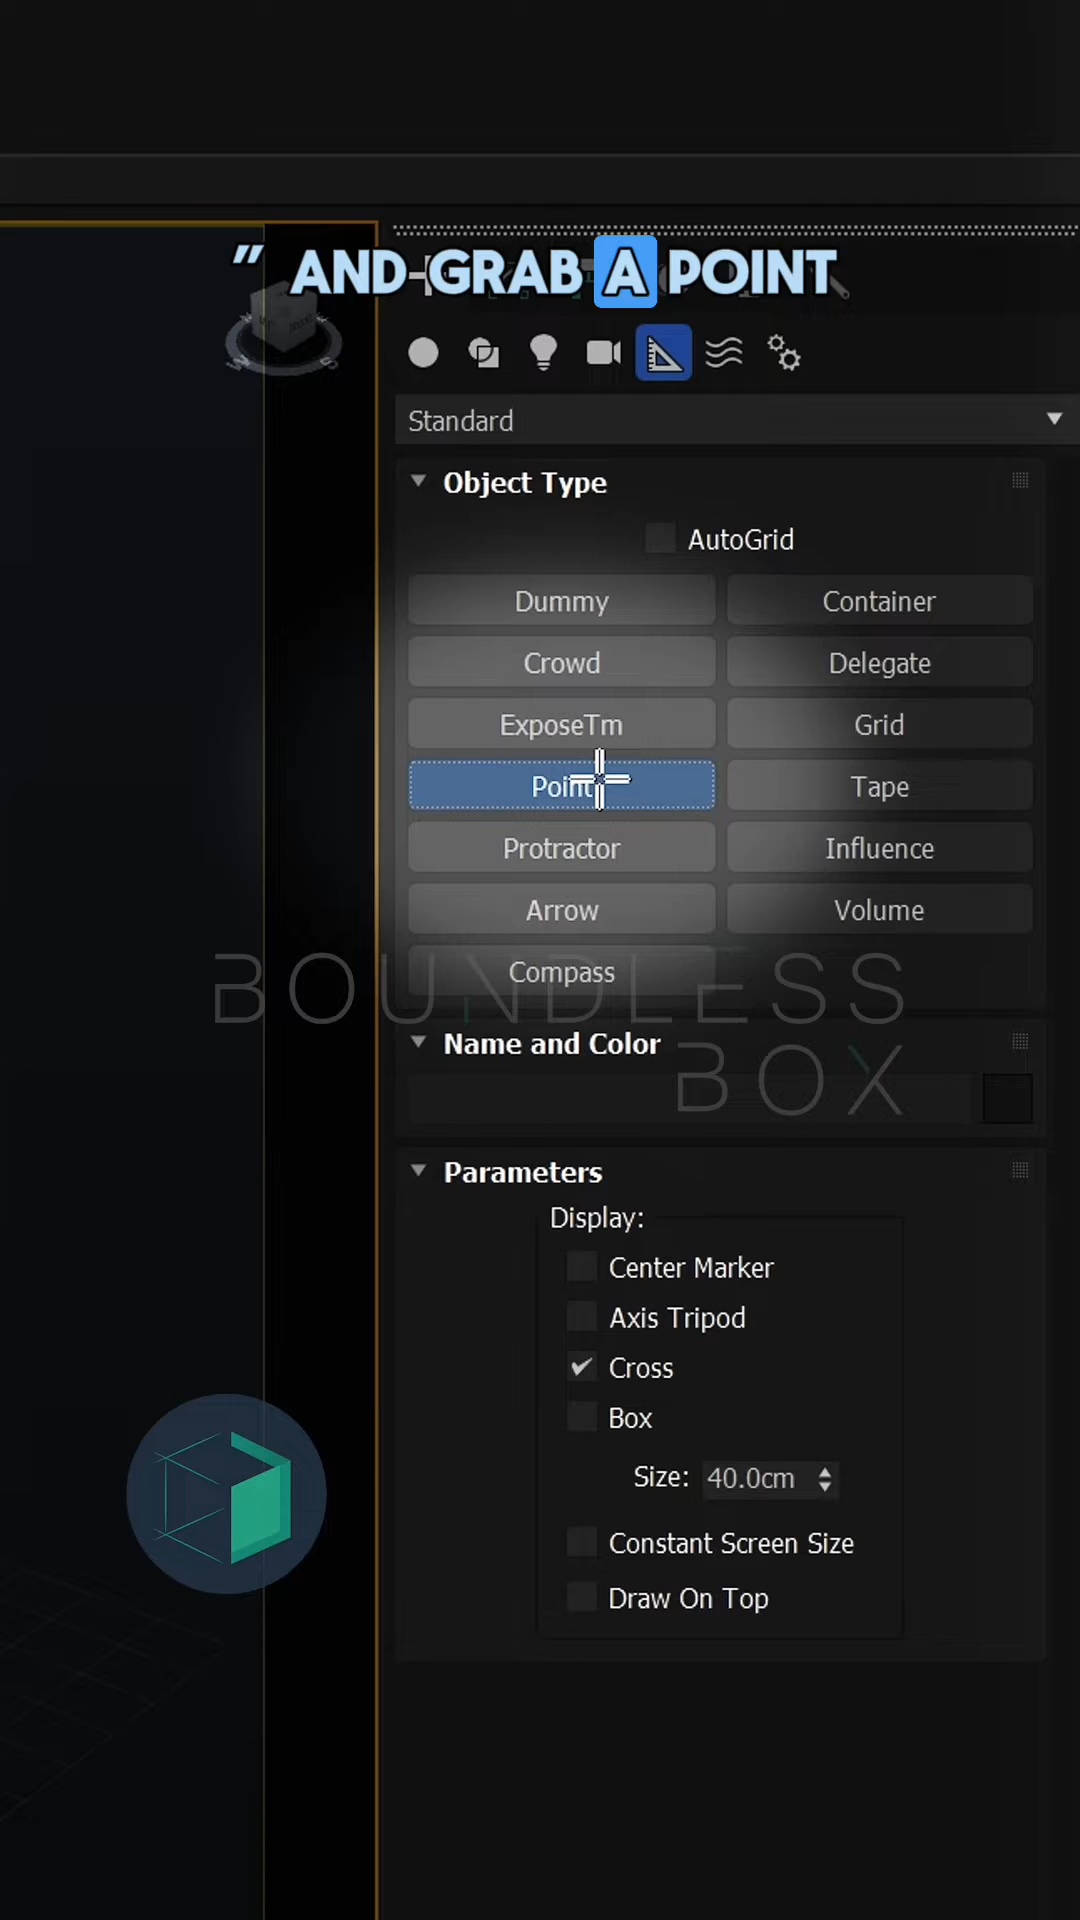 ” AND GRAB A POINT
Standard
Object Type
AutoGrid
Dummy Container
Crowd Delegate
ExposeTm Grid
Point Tape
Protractor Influence
Arrow Volume
Compass
BOUNDLESS
Name and Color
BOX
Parameters
Display:
Center Marker
Axis Tripod
Cross
Box
Size: 40.0cm
Constant Screen Size
Draw On Top